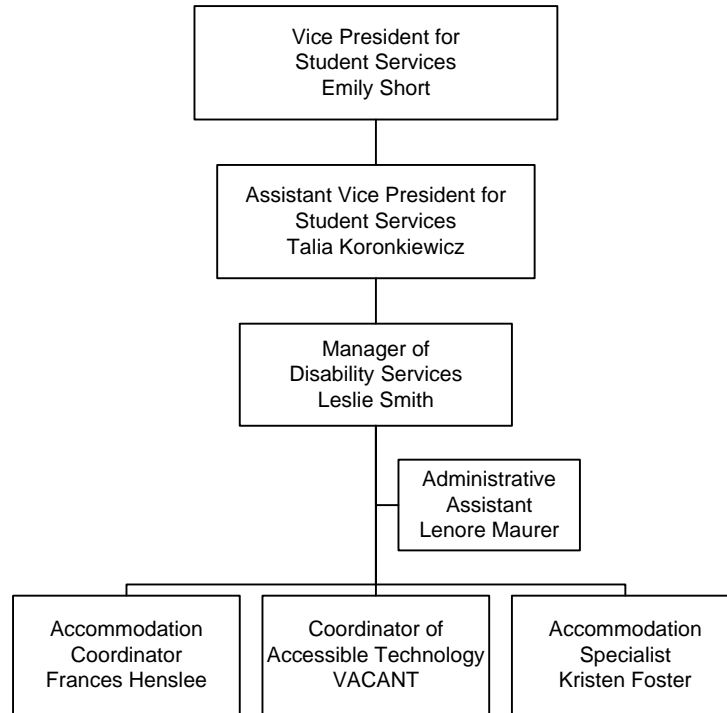 Vice President for
Student Services
Emily Short
Assistant Vice President for
Student Services
Talia Koronkiewicz
Manager of
Disability Services
Leslie Smith
Administrative
Assistant
Lenore Maurer
Accommodation
Coordinator
Frances Henslee
Coordinator of
Accessible Technology
VACANT
Accommodation
Specialist
Kristen Foster